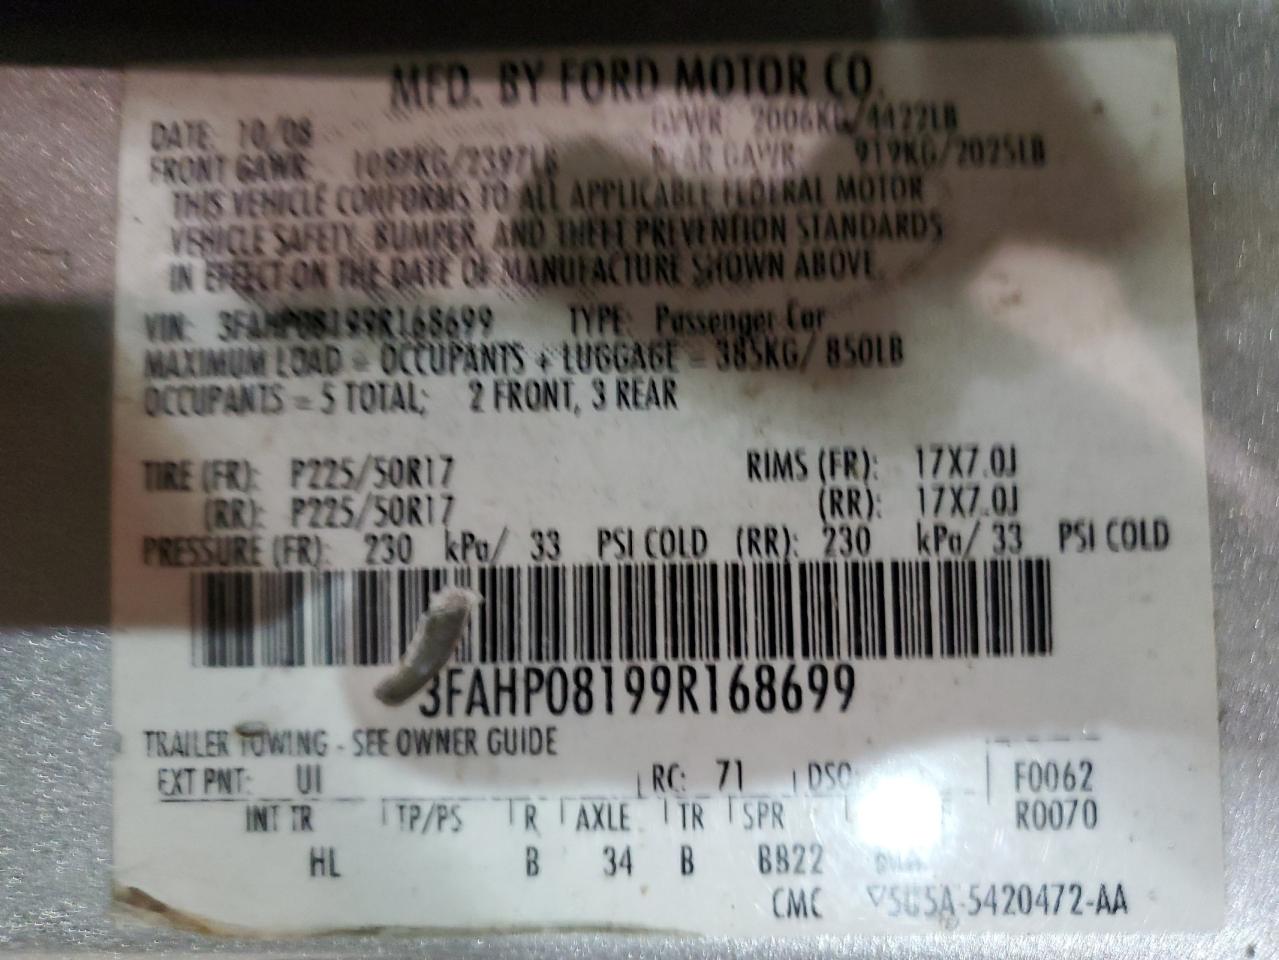 MFD. BY FORD MOTOR CO.
DATE: 10/08 GVWR: 2006KG/4422LB
FRONT GAWR: 1087KG/2397LB REAR GAWR: 919KG/2025LB
THIS VEHICLE CONFORMS TO ALL APPLICABLE FEDERAL MOTOR
VEHICLE SAFETY, BUMPER, AND THEFT PREVENTION STANDARDS
IN EFFECT ON THE DATE OF MANUFACTURE SHOWN ABOVE.
VIN: 3FAHP08199R168699 TYPE: Passenger Car
MAXIMUM LOAD = OCCUPANTS + LUGGAGE = 385KG/ 850LB
OCCUPANTS = 5 TOTAL; 2 FRONT, 3 REAR
TIRE (FR): P225/50R17 RIMS (FR): 17X7.0J
(RR): P225/50R17 (RR): 17X7.0J
PRESSURE (FR): 230 kPa/ 33 PSI COLD (RR): 230 kPa/ 33 PSI COLD
3FAHP08199R168699
TRAILER TOWING - SEE OWNER GUIDE
EXT PNT: UI RC: 71 DSO: F0062
INT TR TP/PS R AXLE TR SPR R0070
HL B 34 B BB22
CMC 5G5A-5420472-AA